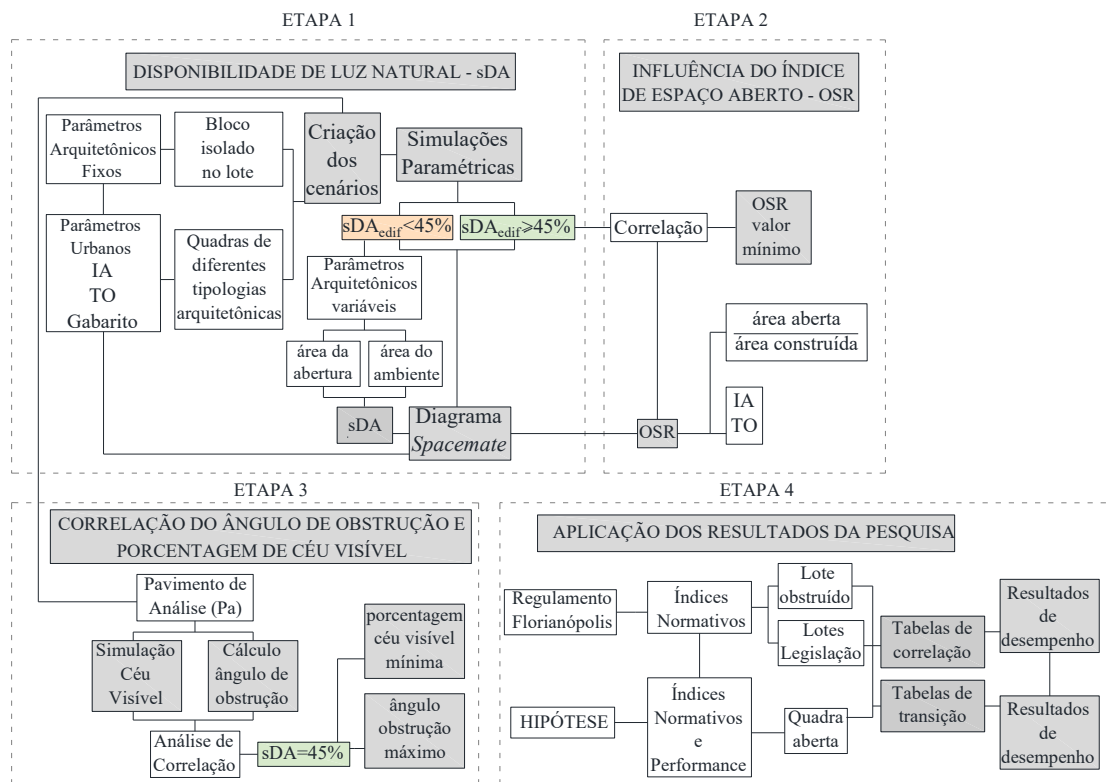 ETAPA 1
DISPONIBILIDADE DE LUZ NATURAL - sDA
Parâmetros
Arquitetônicos
Fixos
Bloco
isolado
no lote
Criação
dos
cenários
Simulações
Paramétricas
Parâmetros
Urbanos
IA
TO
Gabarito
Quadras de
diferentes
tipologias
arquitetônicas
sDAedif<45%
sDAedif⩾45%
Parâmetros
Arquitetônicos
variáveis
área da
abertura
área do
ambiente
sDA
Diagrama
Spacemate
ETAPA 2
INFLUÊNCIA DO ÍNDICE
DE ESPAÇO ABERTO - OSR
Correlação
OSR
valor
mínimo
área aberta
área construída
OSR
IA
TO
ETAPA 3
CORRELAÇÃO DO ÂNGULO DE OBSTRUÇÃO E
PORCENTAGEM DE CÉU VISÍVEL
Pavimento de
Análise (Pa)
Simulação
Céu
Visível
Cálculo
ângulo de
obstrução
Análise de
Correlação
sDA=45%
porcentagem
céu visível
mínima
ângulo
obstrução
máximo
ETAPA 4
APLICAÇÃO DOS RESULTADOS DA PESQUISA
Regulamento
Florianópolis
Índices
Normativos
Lote
obstruído
Lotes
Legislação
Tabelas de
correlação
Resultados
de
desempenho
HIPÓTESE
Índices
Normativos
e
Performance
Quadra
aberta
Tabelas de
transição
Resultados
de
desempenho